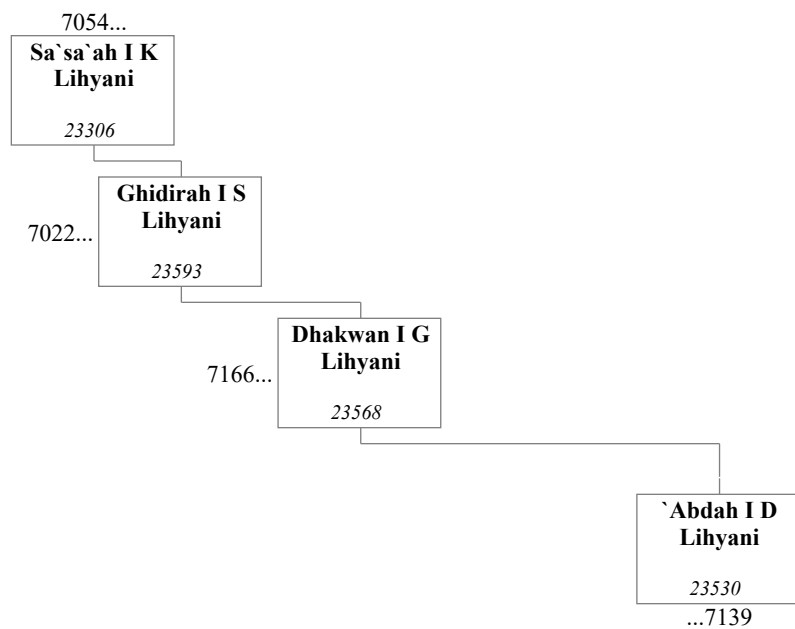 7054...
Sa`sa`ah I K
Lihyani
23306
Ghidirah I S
Lihyani
7022...
23593
Dhakwan I G
Lihyani
7166...
23568
`Abdah I D
Lihyani
23530
...7139